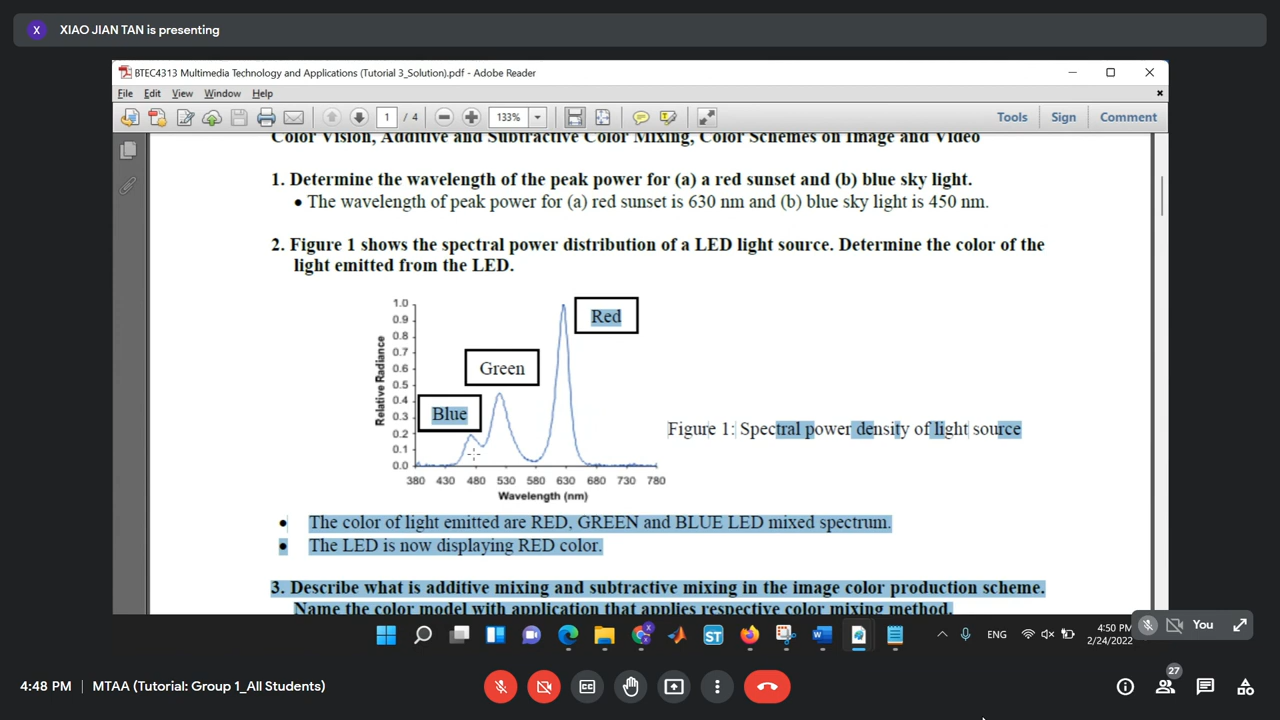 X XIAO JIAN TAN is presenting
BTEC4313 Multimedia Technology and Applications (Tutorial 3_Solution).pdf - Adobe Reader
File Edit View Window Help
1 / 4 133% Tools Sign Comment
Color Vision, Additive and Subtractive Color Mixing, Color Schemes on Image and Video
1. Determine the wavelength of the peak power for (a) a red sunset and (b) blue sky light.
• The wavelength of peak power for (a) red sunset is 630 nm and (b) blue sky light is 450 nm.
2. Figure 1 shows the spectral power distribution of a LED light source. Determine the color of the
light emitted from the LED.
1.0
0.9
0.8
0.7
0.6
0.5
0.4
0.3
0.2
0.1
0.0
Relative Radiance
Red
Green
Blue
380 430 480 530 580 630 680 730 780
Wavelength (nm)
Figure 1: Spectral power density of light source
• The color of light emitted are RED, GREEN and BLUE LED mixed spectrum.
• The LED is now displaying RED color.
3. Describe what is additive mixing and subtractive mixing in the image color production scheme.
Name the color model with application that applies respective color mixing method.
ST
ENG
4:50 PM
2/24/2022
You
4:48 PM | MTAA (Tutorial: Group 1_All Students)
27